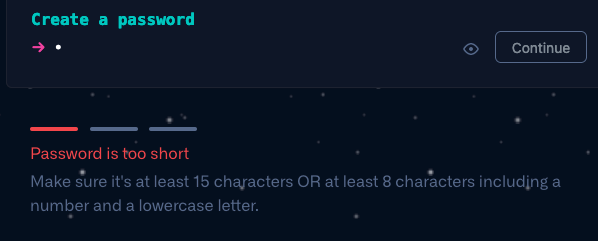 Create a password
→ •
Continue
Password is too short
Make sure it's at least 15 characters OR at least 8 characters including a
number and a lowercase letter.